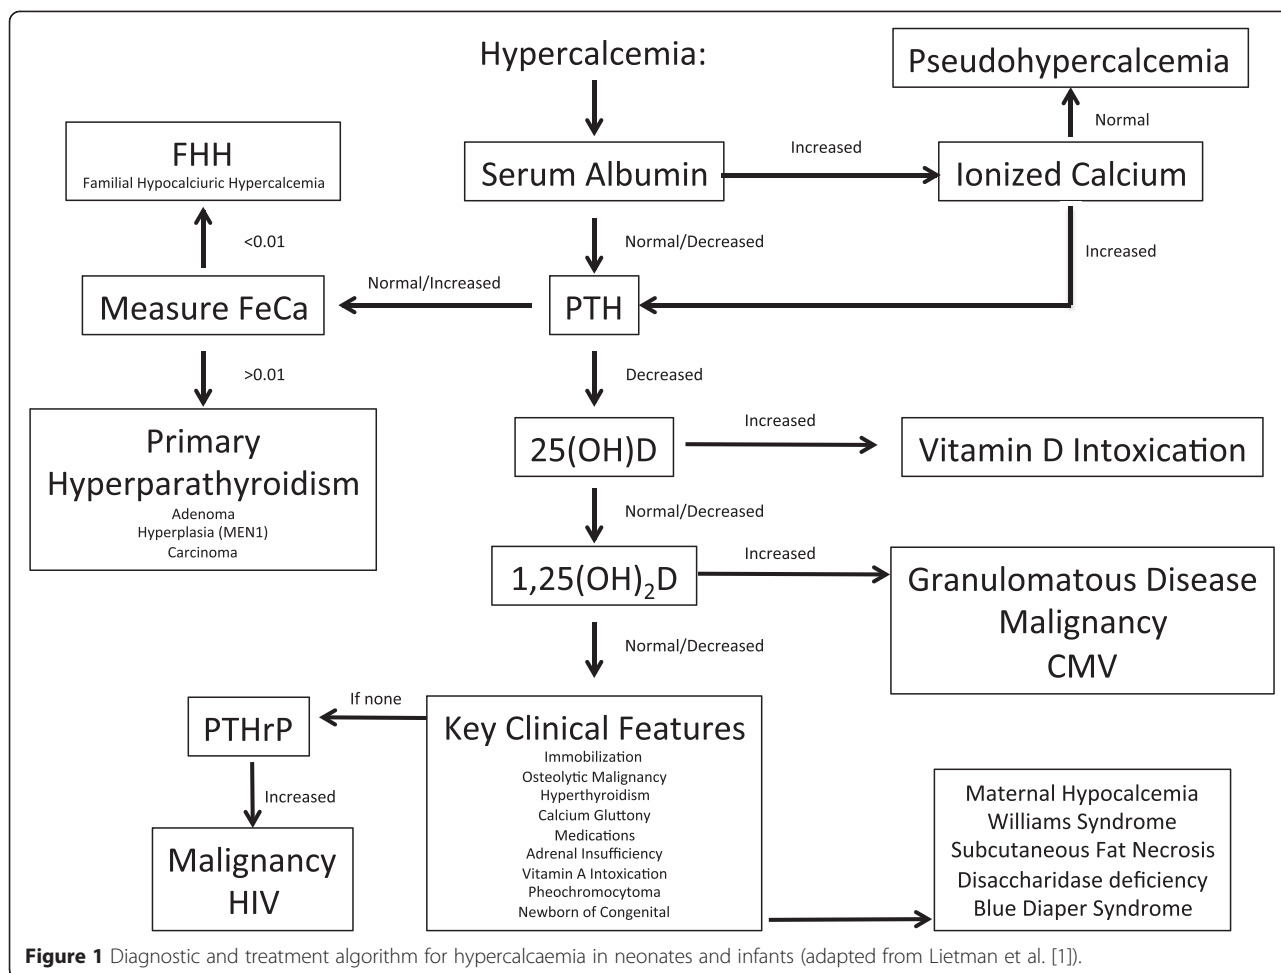 Hypercalcemia:
Pseudohypercalcemia
Normal
FHH
Familial Hypocalciuric Hypercalcemia
Serum Albumin
Increased
Ionized Calcium
<0.01
Normal/Decreased
Increased
Measure FeCa
Normal/Increased
PTH
>0.01
Decreased
Primary
Hyperparathyroidism
Adenoma
Hyperplasia (MEN1)
Carcinoma
25(OH)D
Increased
Vitamin D Intoxication
Normal/Decreased
1,25(OH)₂D
Increased
Granulomatous Disease
Malignancy
CMV
Normal/Decreased
If none
PTHrP
Increased
Malignancy
HIV
Key Clinical Features
Immobilization
Osteolytic Malignancy
Hyperthyroidism
Calcium Gluttony
Medications
Adrenal Insufficiency
Vitamin A Intoxication
Pheochromocytoma
Newborn of Congenital
Maternal Hypocalcemia
Williams Syndrome
Subcutaneous Fat Necrosis
Disaccharidase deficiency
Blue Diaper Syndrome
Figure 1 Diagnostic and treatment algorithm for hypercalcaemia in neonates and infants (adapted from Lietman et al. [1]).